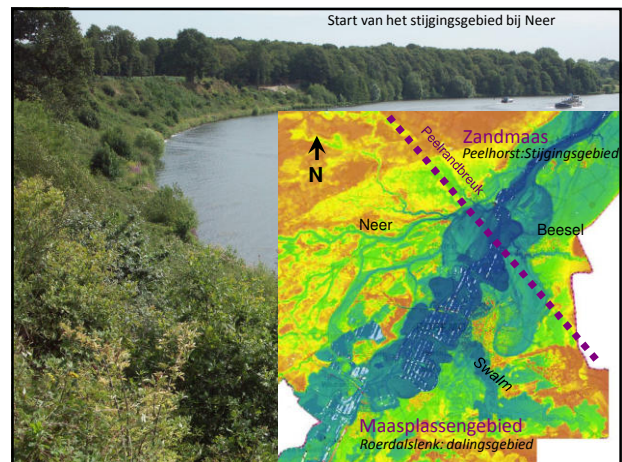 Start van het stijgingsgebied bij Neer
Zandmaas
Peelhorst:Stijgingsgebied
Peelrandbreuk
N
Neer
Beesel
Swalm
Maasplassengebied
Roerdalslenk: dalingsgebied